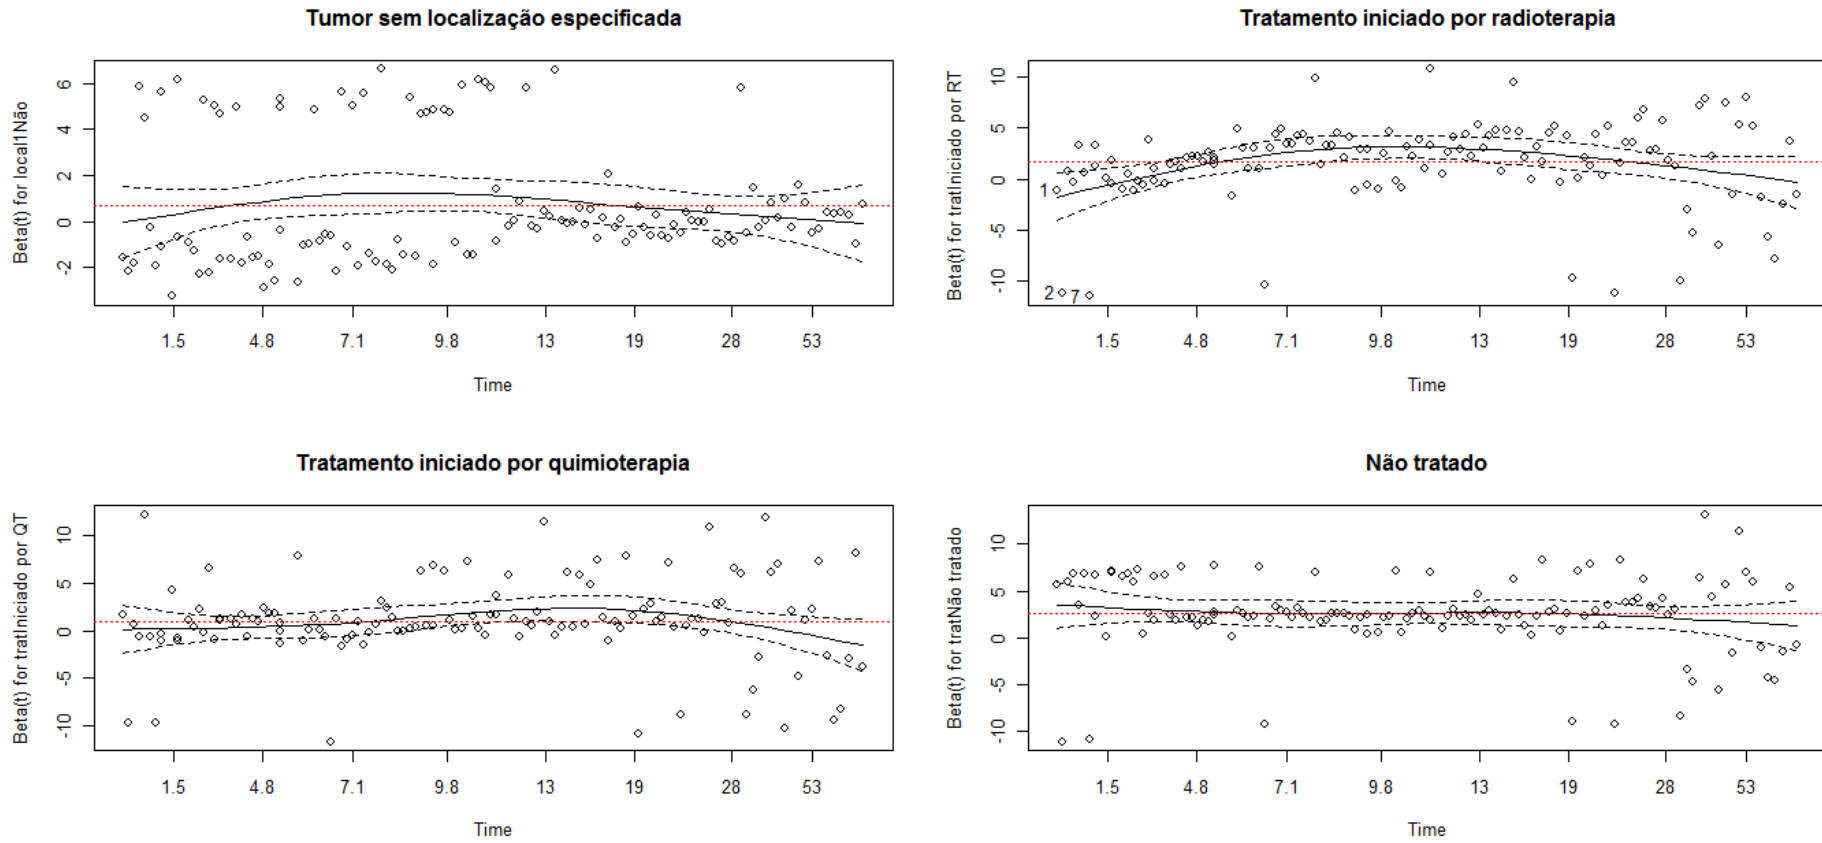 Tumor sem localização especificada
Beta(t) for local1Não
6
4
2
0
-2
1.5 4.8 7.1 9.8 13 19 28 53
Time
Tratamento iniciado por radioterapia
Beta(t) for tratIniciado por RT
10
5
0
-5
-10
1
2 7
1.5 4.8 7.1 9.8 13 19 28 53
Time
Tratamento iniciado por quimioterapia
Beta(t) for tratIniciado por QT
10
5
0
-5
-10
1.5 4.8 7.1 9.8 13 19 28 53
Time
Não tratado
Beta(t) for tratNão tratado
10
5
0
-5
-10
1.5 4.8 7.1 9.8 13 19 28 53
Time